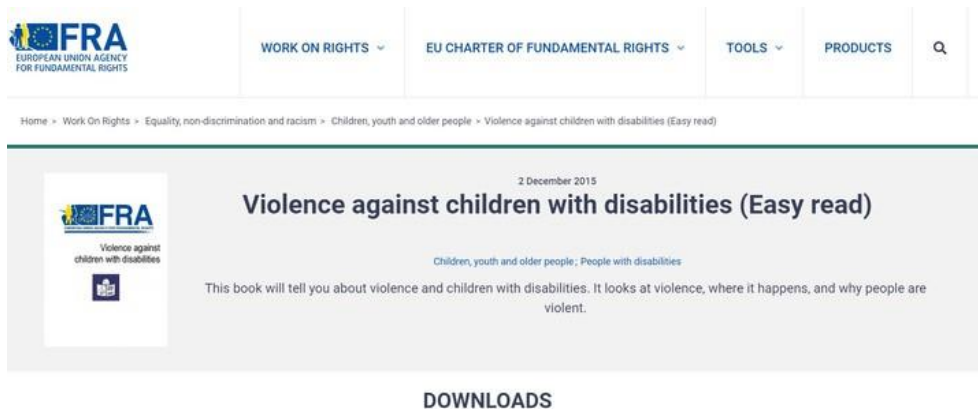 FRA
EUROPEAN UNION AGENCY
FOR FUNDAMENTAL RIGHTS
WORK ON RIGHTS
EU CHARTER OF FUNDAMENTAL RIGHTS
TOOLS
PRODUCTS
Home > Work On Rights > Equality, non-discrimination and racism > Children, youth and older people > Violence against children with disabilities (Easy read)
2 December 2015
Violence against children with disabilities (Easy read)
FRA
Violence against
children with disabilities
Children, youth and older people; People with disabilities
This book will tell you about violence and children with disabilities. It looks at violence, where it happens, and why people are
violent.
DOWNLOADS